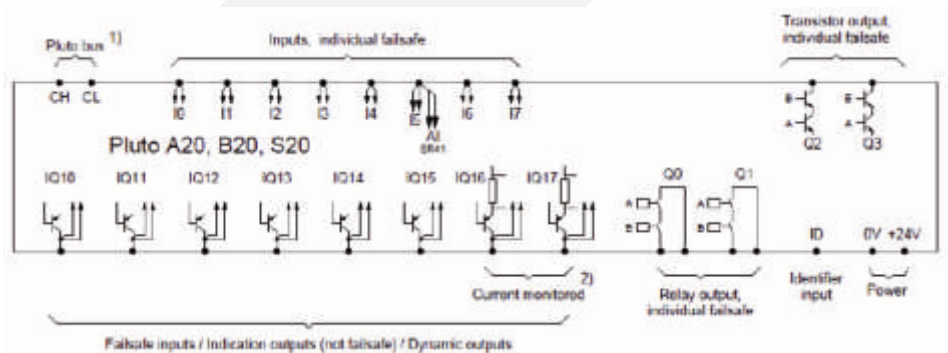 Pluto bus 1)
Inputs, individual failsafe
Transistor output,
individual failsafe
CH CL
I0 I1 I2 I3 I4 I5 I6 I7
AI
Pluto A20, B20, S20
B B
A A
Q2 Q3
IQ10 IQ11 IQ12 IQ13 IQ14 IQ15 IQ16 IQ17
Q0 Q1
A A
B B
ID 0V +24V
2)
Current monitored
Relay output,
individual failsafe
Identifier
input
Power
Failsafe inputs / Indication outputs (not failsafe) / Dynamic outputs